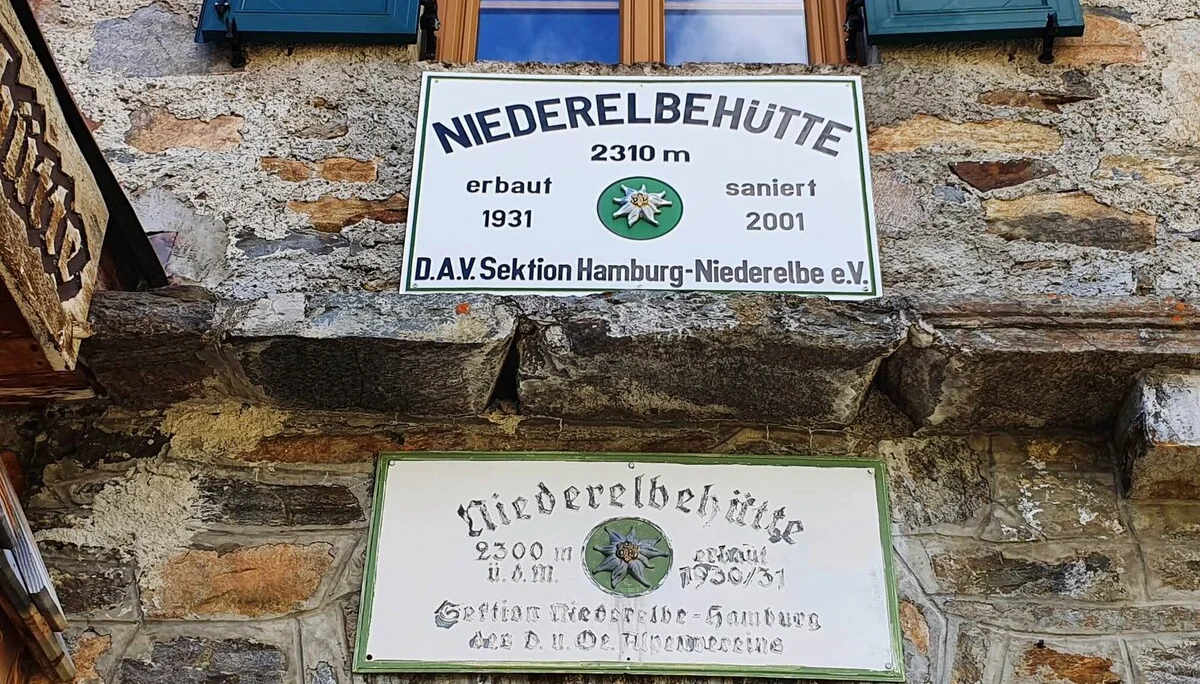 NIEDERELBEHÜTTE
2310 m
erbaut
1931
saniert
2001
D.A.V. Sektion Hamburg-Niederelbe e.V.
Niederelbehütte
2300 m
ü. d. M.
erbaut
1930/31
Sektion Niederelbe-Hamburg
des D. u. Oe. Alpenvereins